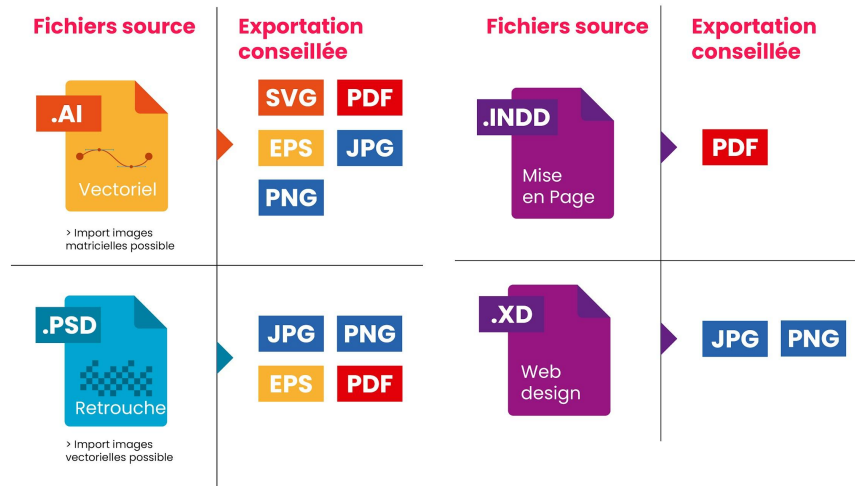 Fichiers source
Exportation
conseillée
.AI
Vectoriel
> Import images
matricielles possible
SVG PDF
EPS JPG
PNG
.PSD
Retrouche
> Import images
vectorielles possible
JPG PNG
EPS PDF
Fichiers source
Exportation
conseillée
.INDD
Mise
en Page
PDF
.XD
Web
design
JPG PNG